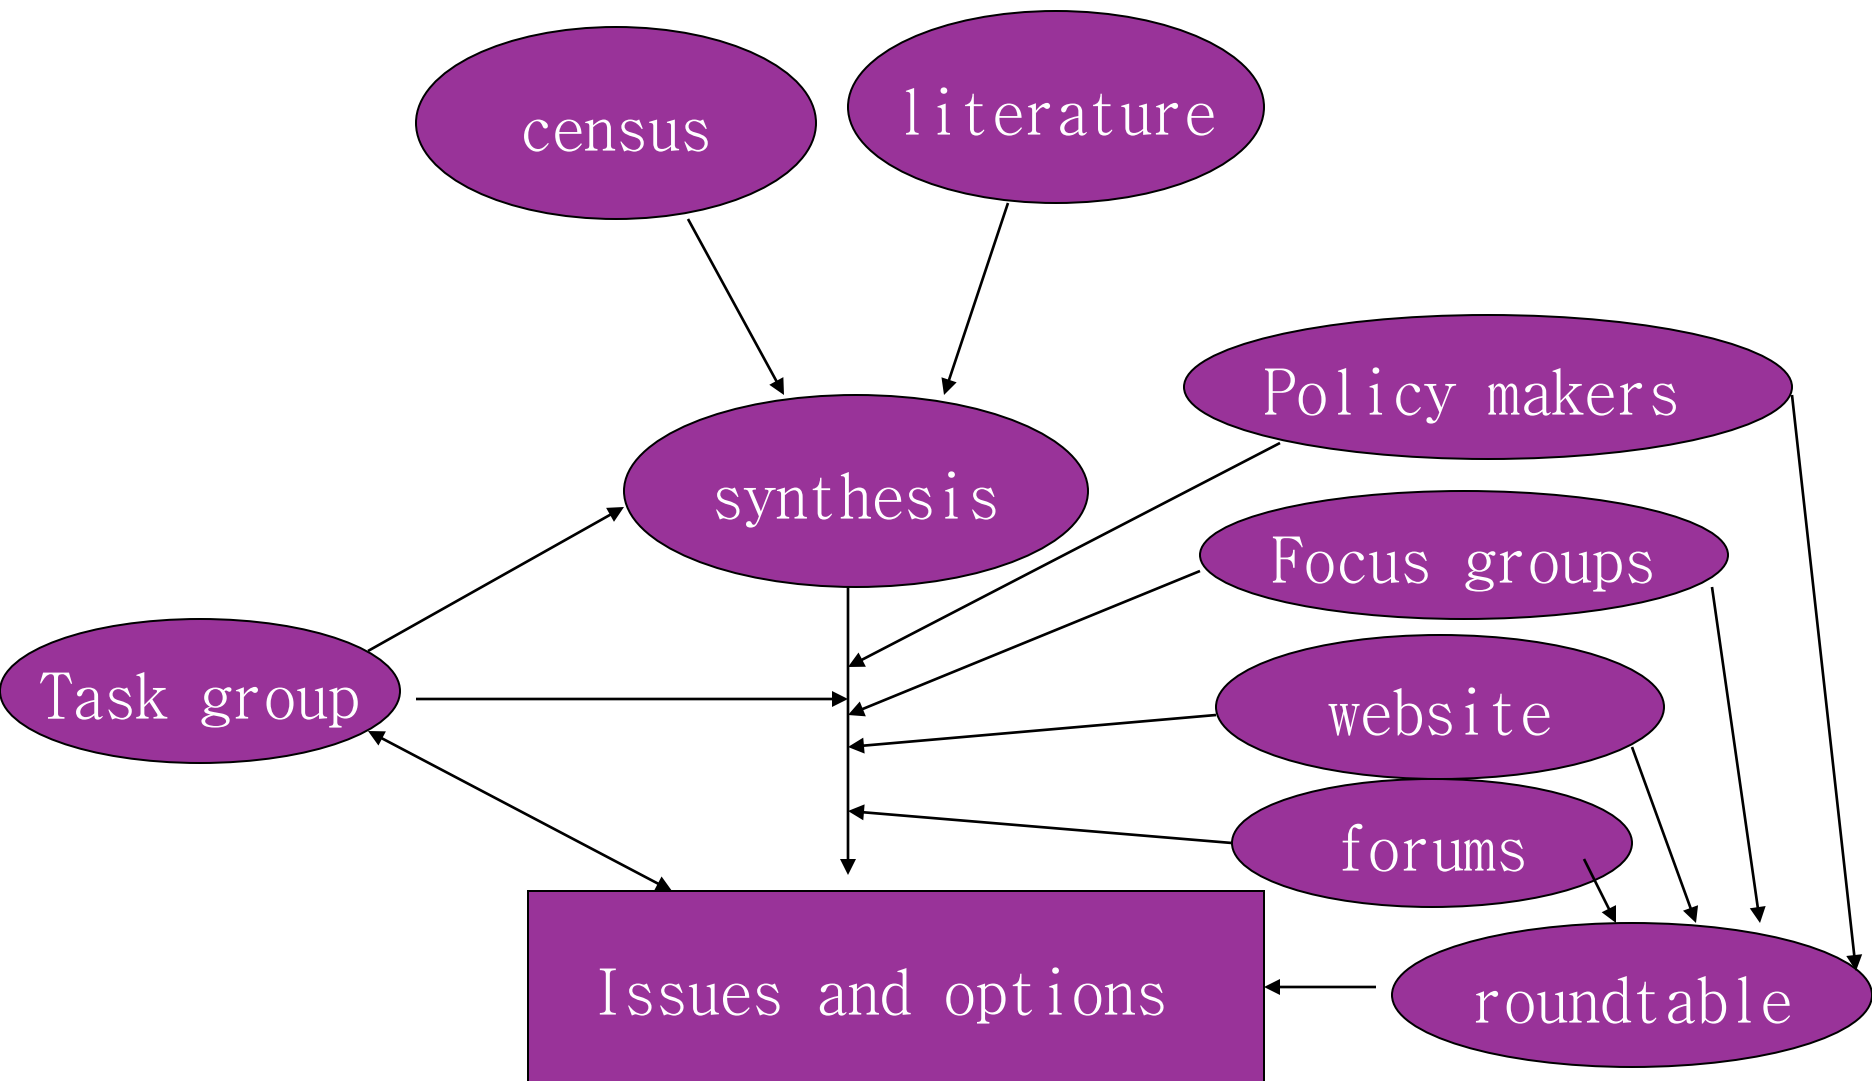 census
literature
Policy makers
synthesis
Focus groups
Task group
website
forums
Issues and options
roundtable